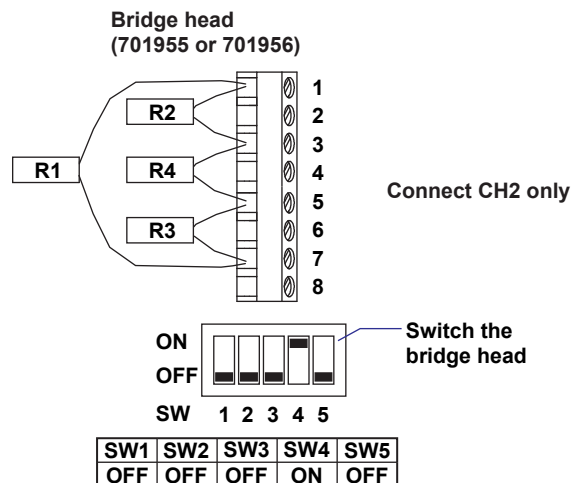 Bridge head
(701955 or 701956)
1
R2
2
3
R1
R4
4
Connect CH2 only
5
R3
6
7
8
ON
Switch the
bridge head
OFF
SW 1 2 3 4 5
SW1 SW2 SW3 SW4 SW5
OFF OFF OFF ON OFF